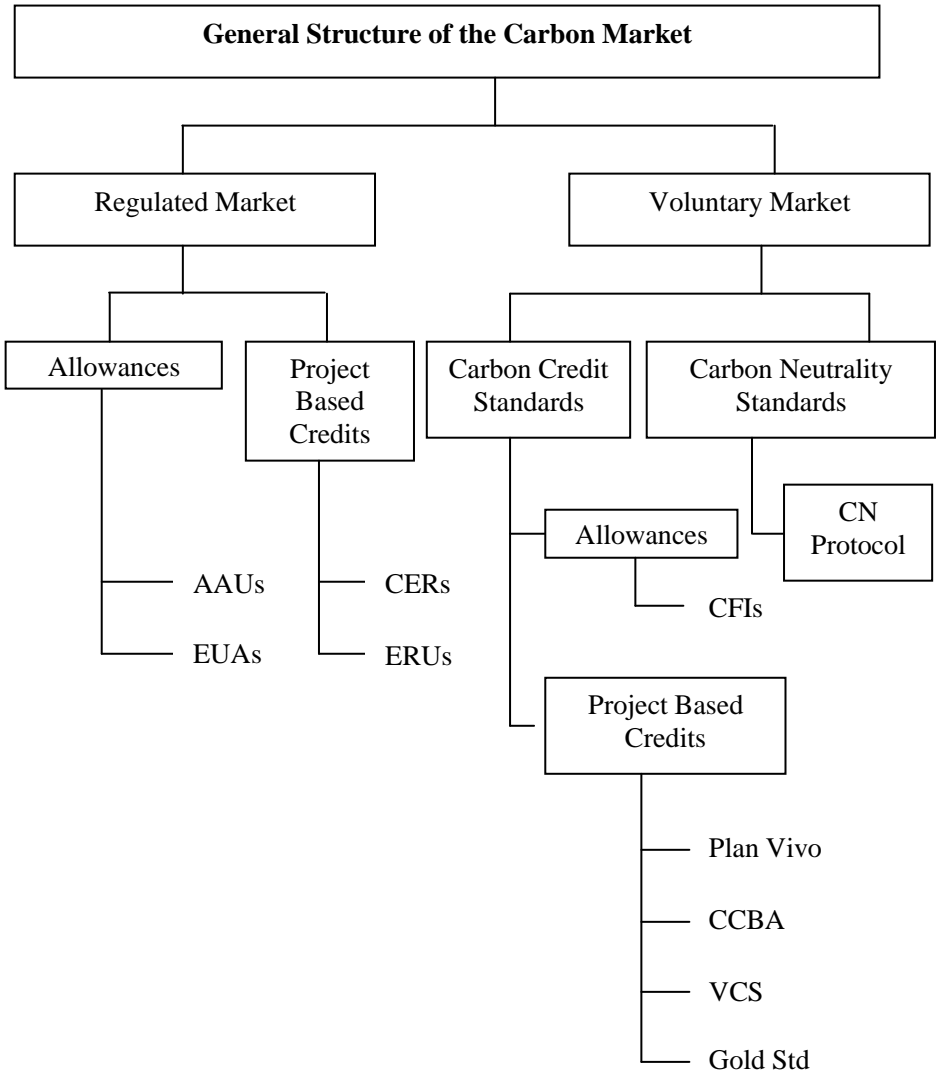 General Structure of the Carbon Market
Regulated Market
Voluntary Market
Allowances
Project
Based
Credits
Carbon Credit
Standards
Carbon Neutrality
Standards
AAUs
EUAs
CERs
ERUs
Allowances
CFIs
CN
Protocol
Project Based
Credits
Plan Vivo
CCBA
VCS
Gold Std